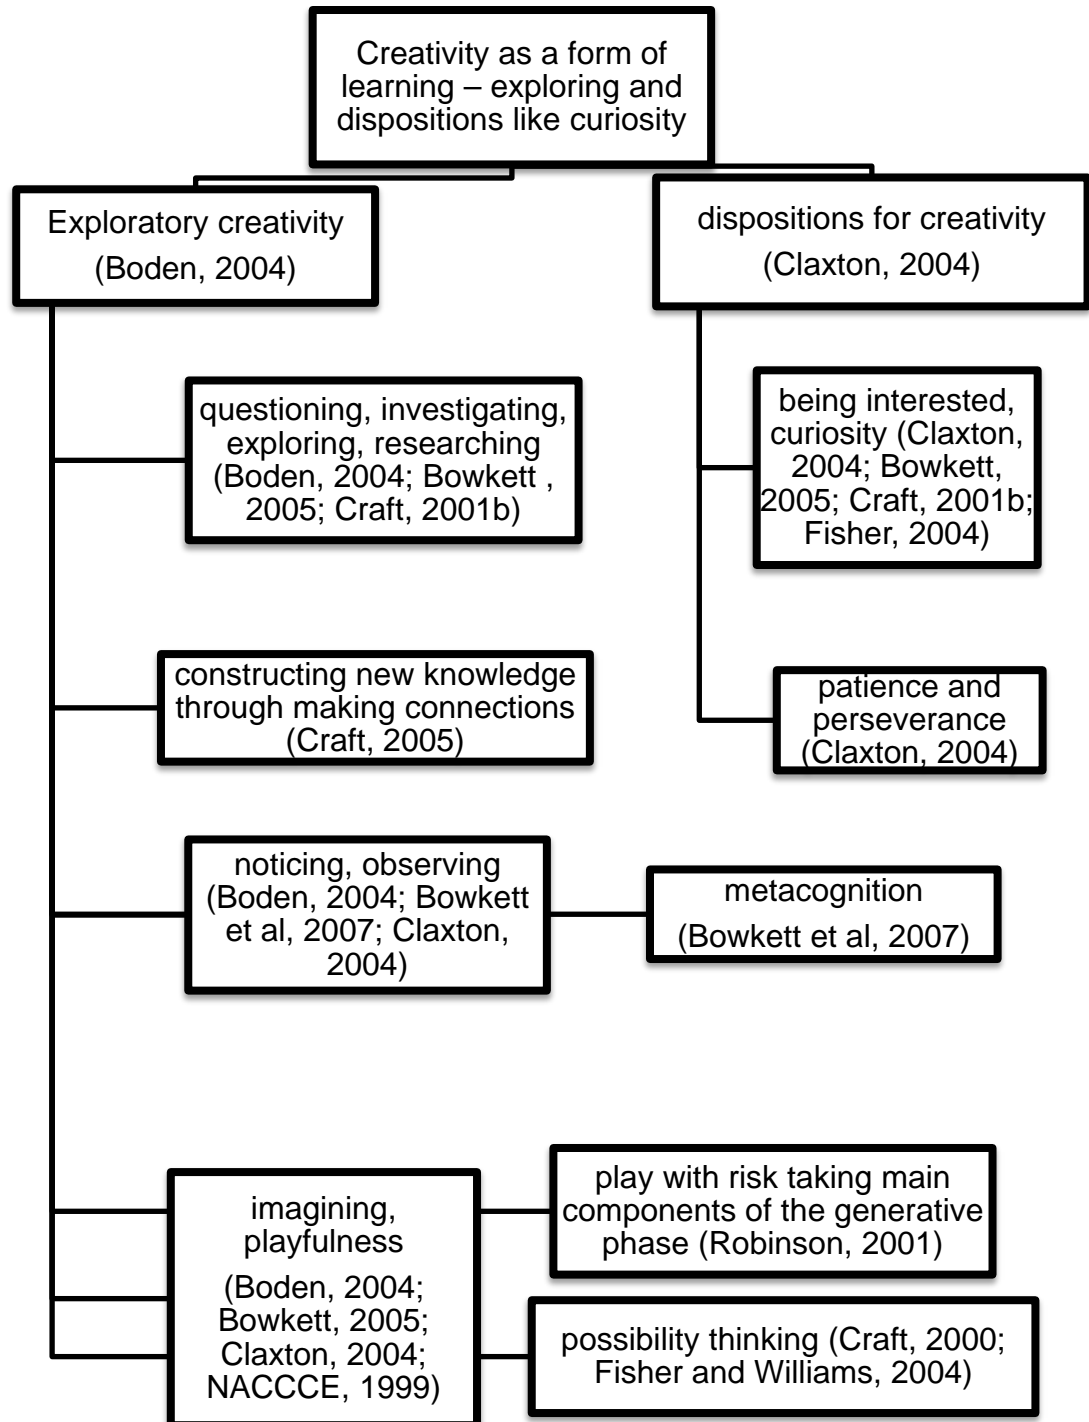 Creativity as a form of
learning – exploring and
dispositions like curiosity
Exploratory creativity
(Boden, 2004)
dispositions for creativity
(Claxton, 2004)
questioning, investigating,
exploring, researching
(Boden, 2004; Bowkett ,
2005; Craft, 2001b)
being interested,
curiosity (Claxton,
2004; Bowkett,
2005; Craft, 2001b;
Fisher, 2004)
constructing new knowledge
through making connections
(Craft, 2005)
patience and
perseverance
(Claxton, 2004)
noticing, observing
(Boden, 2004; Bowkett
et al, 2007; Claxton,
2004)
metacognition
(Bowkett et al, 2007)
imagining,
playfulness
(Boden, 2004;
Bowkett, 2005;
Claxton, 2004;
NACCCE, 1999)
play with risk taking main
components of the generative
phase (Robinson, 2001)
possibility thinking (Craft, 2000;
Fisher and Williams, 2004)